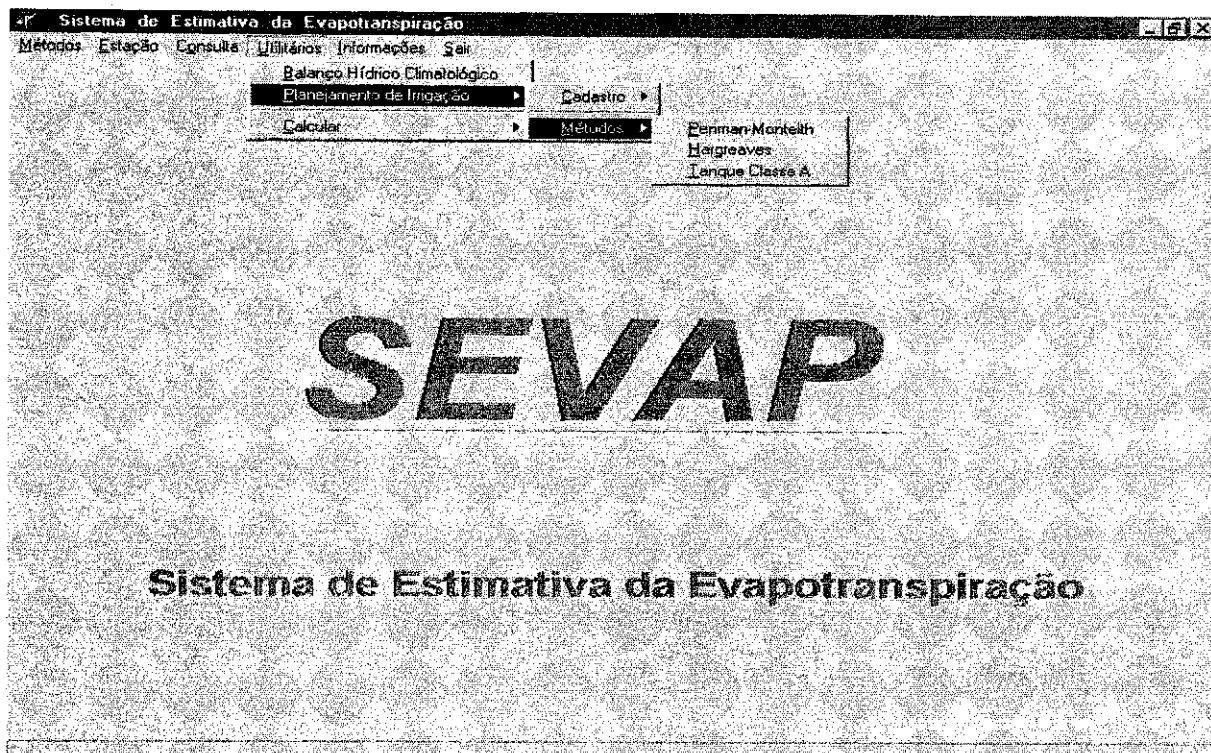 Sistema de Estimativa da Evapotranspiração
Métodos Estação Consulta Utilitários Informações Sair
Balanço Hídrico Climatológico
Planejamento de Irrigação Cadastro
Calcular Métodos Penman-Monteith
Hargreaves
Tanque Classe A
SEVAP
Sistema de Estimativa da Evapotranspiração